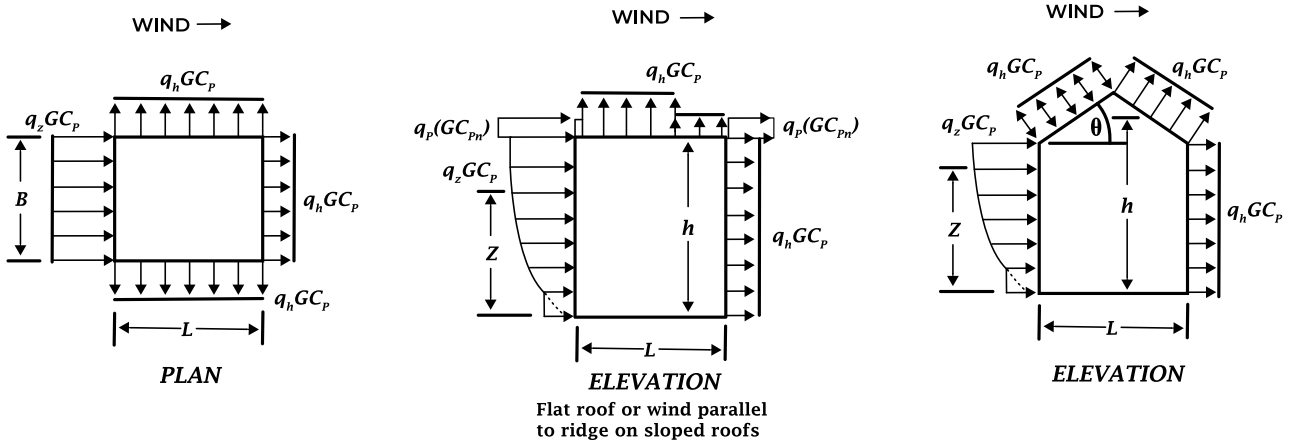 WIND
q_hGC_P
q_zGC_P
B
q_hGC_P
q_hGC_P
L
PLAN
WIND
q_hGC_P
q_P(GC_Pn)
q_P(GC_Pn)
q_zGC_P
h
Z
q_hGC_P
L
ELEVATION
Flat roof or wind parallel
to ridge on sloped roofs
WIND
q_hGC_P
q_hGC_P
q_zGC_P
θ
h
Z
q_hGC_P
L
ELEVATION